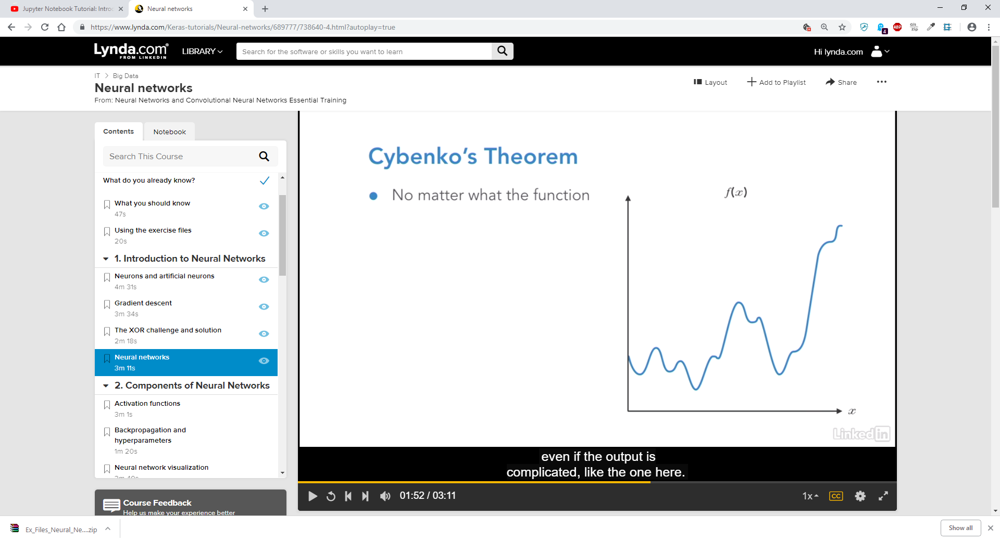 Jupyter Notebook Tutorial: Introd
Neural networks
https://www.lynda.com/Keras-tutorials/Neural-networks/689777/738640-4.html?autoplay=true
4
ABP
Git
Zip
Lynda.com®
FROM LINKEDIN
LIBRARY
Search for the software or skills you want to learn
Hi lynda.com
IT > Big Data
Neural networks
From: Neural Networks and Convolutional Neural Networks Essential Training
Layout
Add to Playlist
Share
Contents
Notebook
Search This Course
What do you already know?
What you should know
47s
Using the exercise files
20s
1. Introduction to Neural Networks
Neurons and artificial neurons
4m 31s
Gradient descent
3m 34s
The XOR challenge and solution
2m 18s
Neural networks
3m 11s
2. Components of Neural Networks
Activation functions
3m 1s
Backpropagation and
hyperparameters
1m 20s
Neural network visualization
Course Feedback
Help us make your experience better
Cybenko's Theorem
• No matter what the function
f(x)
x
LinkedIn
even if the output is
complicated, like the one here.
01:52 / 03:11
1x
CC
Ex_Files_Neural_Ne....zip
Show all